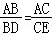 AB/BD = AC/CE